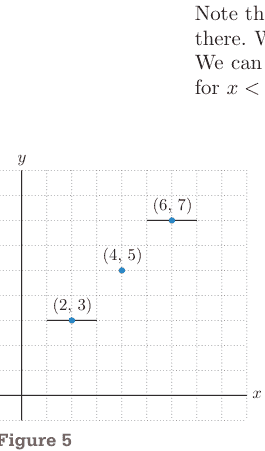 Note th
there. W
We can
for x <
y
(6, 7)
(4, 5)
(2, 3)
x
Figure 5